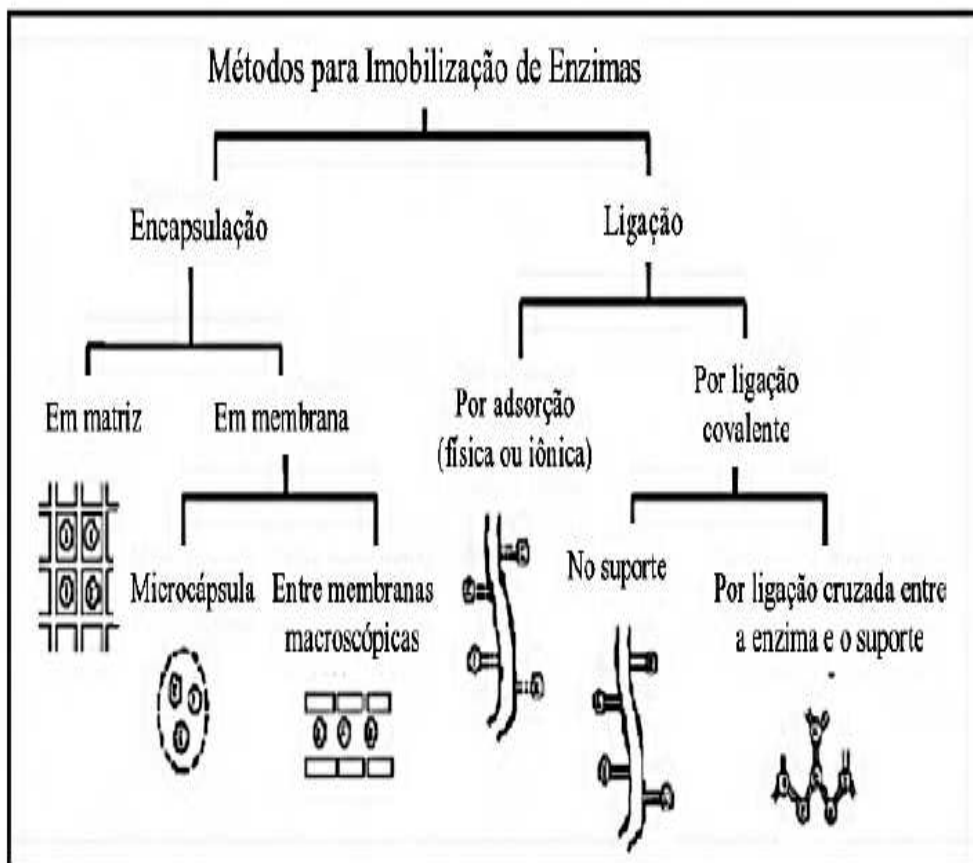 Métodos para Imobilização de Enzimas
Encapsulação
Ligação
Em matriz
Em membrana
Por adsorção
(física ou iônica)
Por ligação
covalente
Microcápsula
Entre membranas
macroscópicas
No suporte
Por ligação cruzada entre
a enzima e o suporte